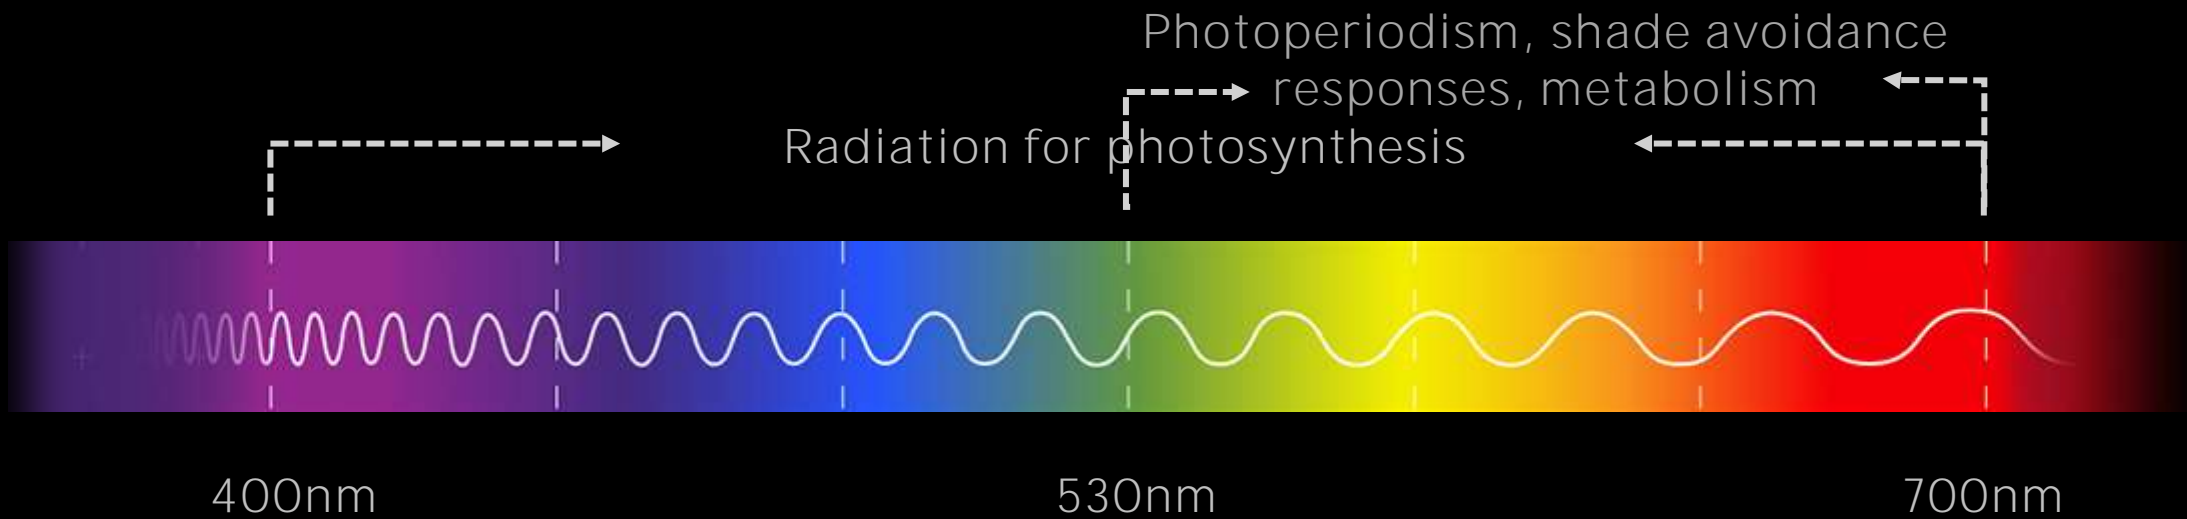 Photoperiodism, shade avoidance
responses, metabolism
Radiation for photosynthesis
400nm
530nm
700nm